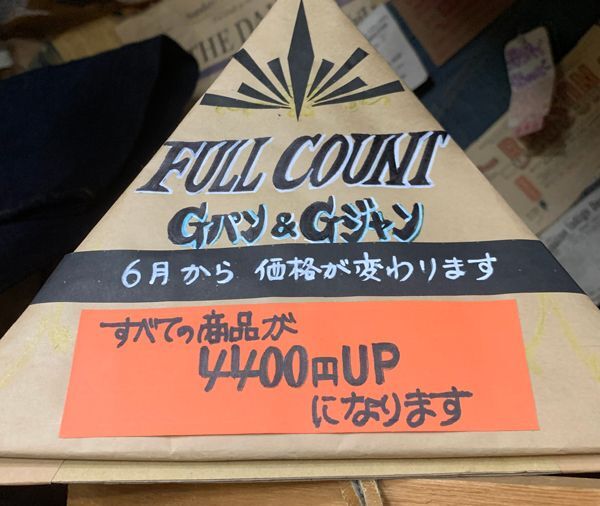 THE DA
FULL COUNT
Gパン&Gジャン
6月から 価格が変わります
すべての商品が
4400円UP
になります